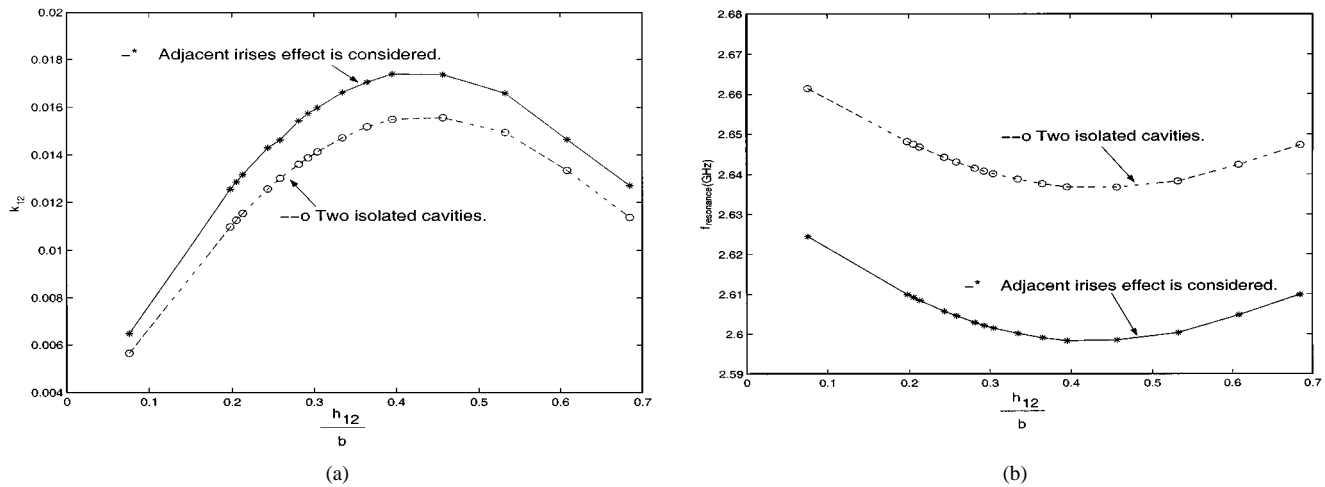 0.02
0.018
0.016
0.014
0.012
0.01
0.008
0.006
0.004
k12
–* Adjacent irises effect is considered.
––o Two isolated cavities.
0 0.1 0.2 0.3 0.4 0.5 0.6 0.7
h12
b
(a)
2.68
2.67
2.66
2.65
2.64
2.63
2.62
2.61
2.6
2.59
fresonance(GHz)
––o Two isolated cavities.
–* Adjacent irises effect is considered.
0 0.1 0.2 0.3 0.4 0.5 0.6 0.7
h12
b
(b)